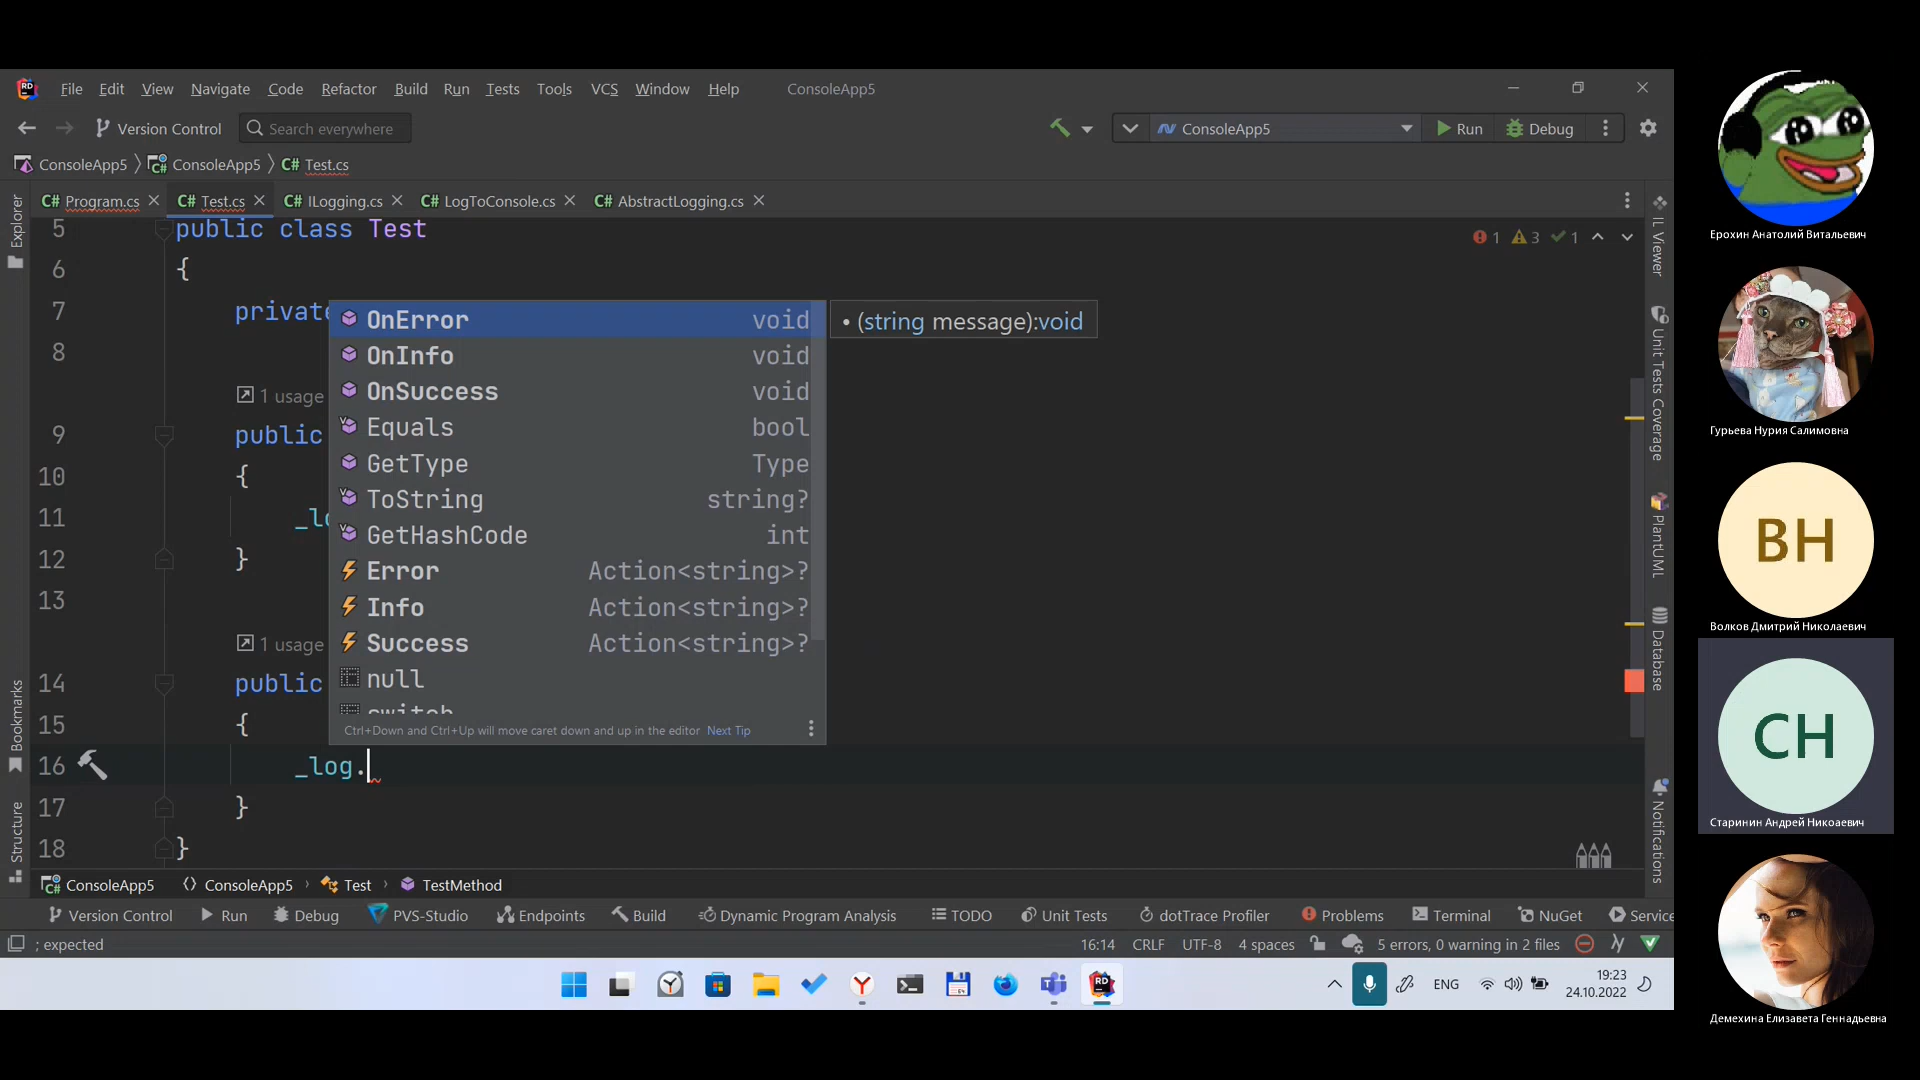 RD File Edit View Navigate Code Refactor Build Run Tests Tools VCS Window Help ConsoleApp5
Version Control Search everywhere ConsoleApp5 Run Debug
ConsoleApp5 C# ConsoleApp5 C# Test.cs
C# Program.cs C# Test.cs C# ILogging.cs C# LogToConsole.cs C# AbstractLogging.cs
Explorer
Bookmarks
Structure
5 public class Test
1 3 1
6 {
7 private
8
1 usage
9 public
10 {
11 _lo
12 }
13
1 usage
14 public
15 {
16 _log.
17 }
18 }
OnError void
OnInfo void
OnSuccess void
Equals bool
GetType Type
ToString string?
GetHashCode int
Error Action<string>?
Info Action<string>?
Success Action<string>?
null
switch
Ctrl+Down and Ctrl+Up will move caret down and up in the editor Next Tip
• (string message):void
IL Viewer
Unit Tests Coverage
PlantUML
Database
Notifications
C# ConsoleApp5 ConsoleApp5 Test TestMethod
Version Control Run Debug PVS-Studio Endpoints Build Dynamic Program Analysis TODO Unit Tests dotTrace Profiler Problems Terminal NuGet Service
; expected 16:14 CRLF UTF-8 4 spaces 5 errors, 0 warning in 2 files
RD ENG 19:23
24.10.2022
Ерохин Анатолий Витальевич
Гурьева Нурия Салимовна
ВН
Волков Дмитрий Николаевич
СН
Старинин Андрей Никоаевич
Демехина Елизавета Геннадьевна